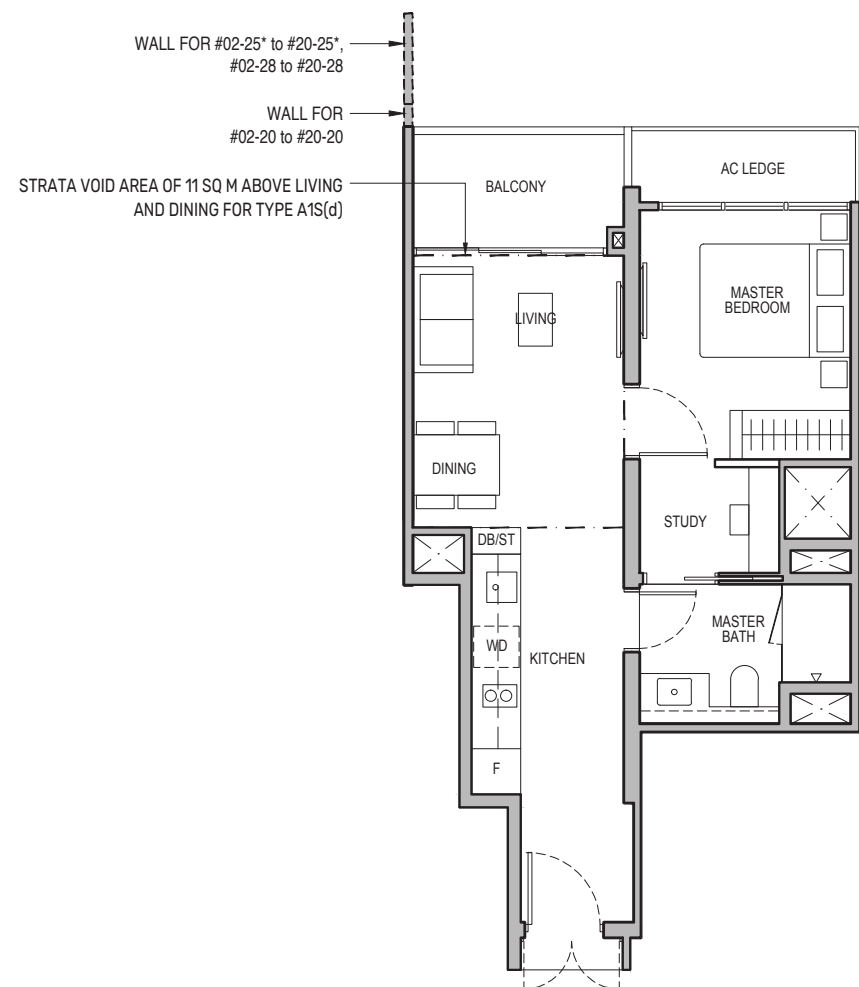 WALL FOR #02-25* to #20-25*,
#02-28 to #20-28
WALL FOR
#02-20 to #20-20
STRATA VOID AREA OF 11 SQ M ABOVE LIVING
AND DINING FOR TYPE A1S(d)
BALCONY
AC LEDGE
LIVING
MASTER
BEDROOM
DINING
STUDY
DB/ST
WD
KITCHEN
MASTER
BATH
F